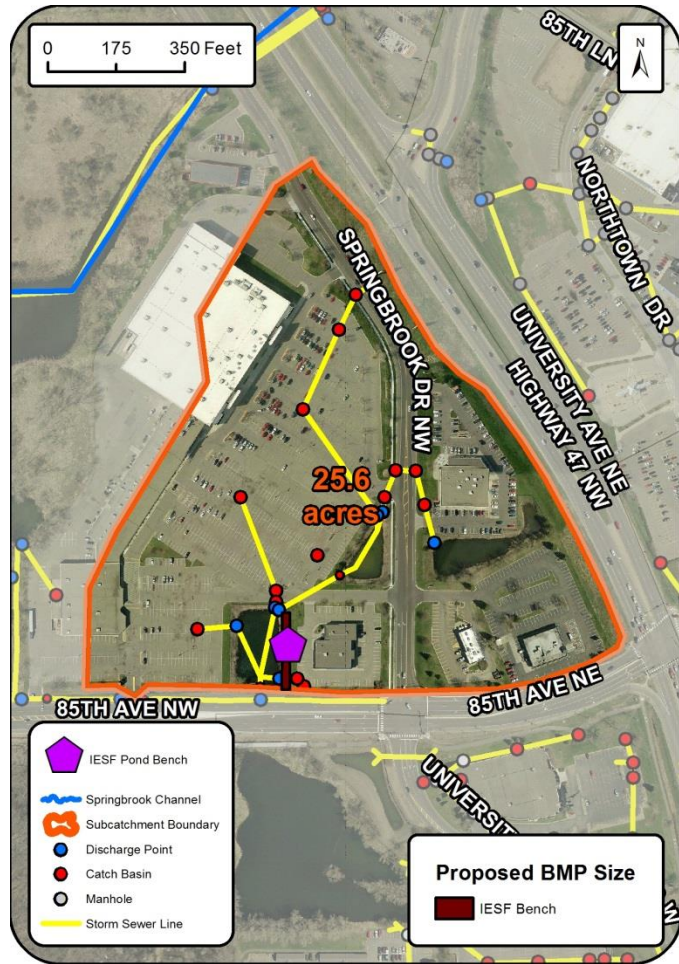 0 175 350 Feet
N
85TH LN
NORTHTOWN DR
SPRINGBROOK DR NW
UNIVERSITY AVE NE
HIGHWAY 47 NW
25.6
acres
85TH AVE NW
85TH AVE NE
UNIVERSITY
W
IESF Pond Bench
Springbrook Channel
Subcatchment Boundary
Discharge Point
Catch Basin
Manhole
Storm Sewer Line
Proposed BMP Size
IESF Bench